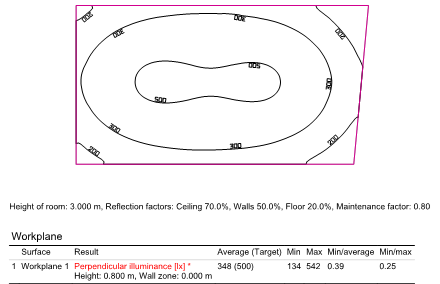 200
300
300
200
500
300
500
300
300
200
200
Height of room: 3.000 m, Reflection factors: Ceiling 70.0%, Walls 50.0%, Floor 20.0%, Maintenance factor: 0.80
Workplane
Surface Result Average (Target) Min Max Min/average Min/max
1 Workplane 1 Perpendicular illuminance [lx] * 348 (500) 134 542 0.39 0.25
Height: 0.800 m, Wall zone: 0.000 m